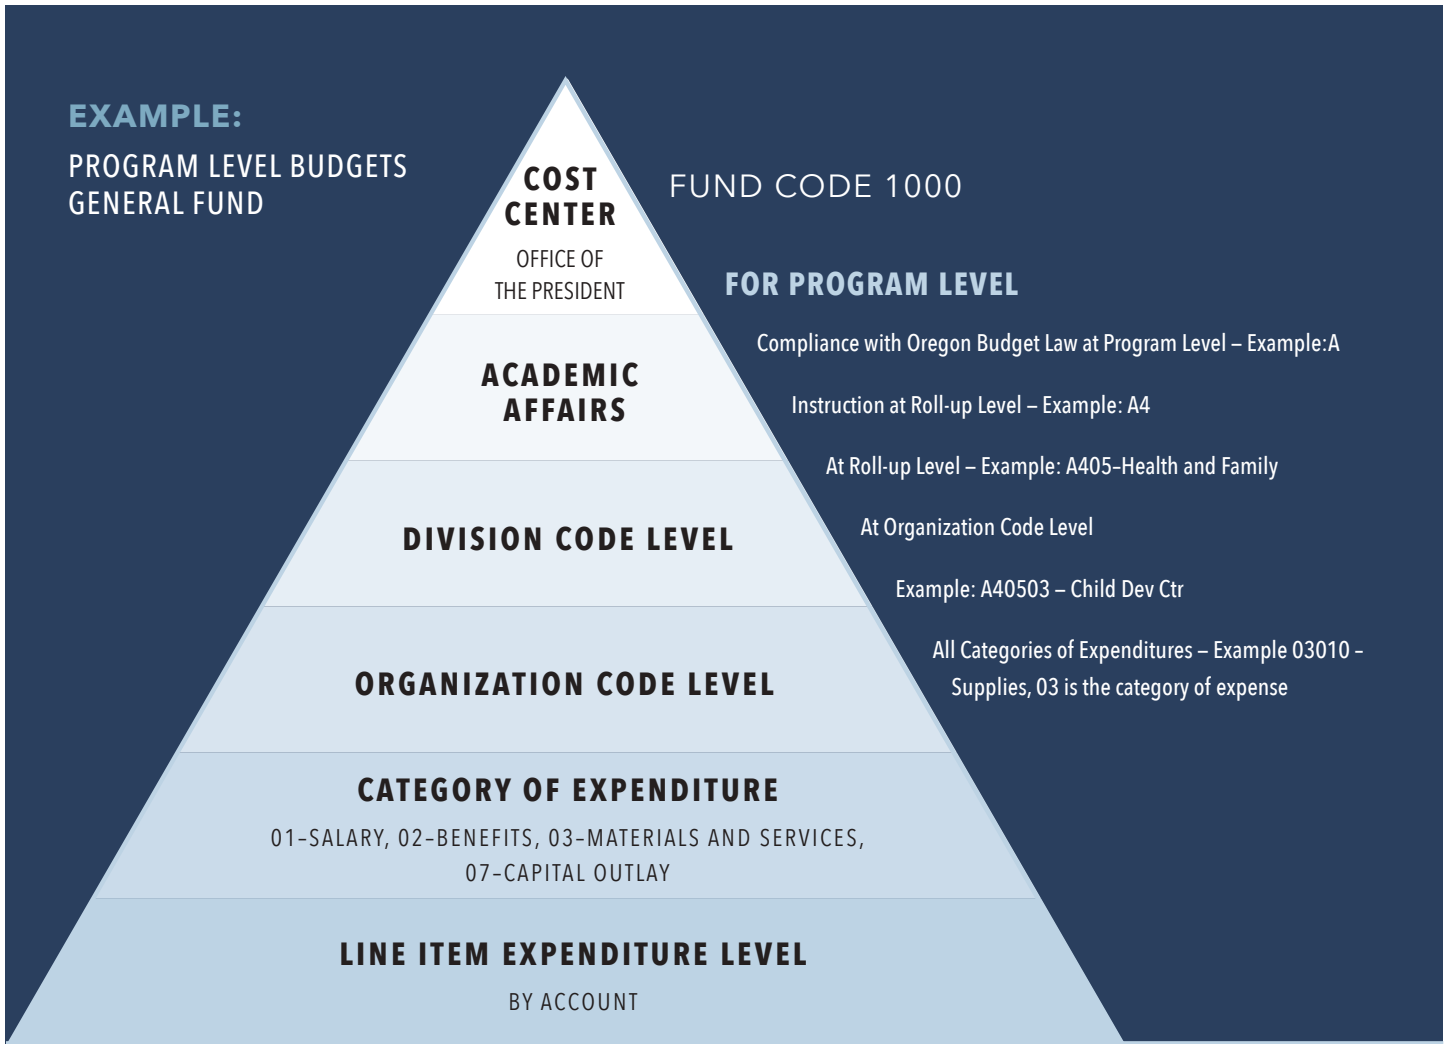 EXAMPLE:
PROGRAM LEVEL BUDGETS
GENERAL FUND
COST
CENTER
OFFICE OF
THE PRESIDENT
FUND CODE 1000
FOR PROGRAM LEVEL
Compliance with Oregon Budget Law at Program Level – Example:A
Instruction at Roll-up Level – Example: A4
At Roll-up Level – Example: A405–Health and Family
At Organization Code Level
Example: A40503 – Child Dev Ctr
All Categories of Expenditures – Example 03010 –
Supplies, 03 is the category of expense
ACADEMIC
AFFAIRS
DIVISION CODE LEVEL
ORGANIZATION CODE LEVEL
CATEGORY OF EXPENDITURE
01–SALARY, 02–BENEFITS, 03–MATERIALS AND SERVICES,
07–CAPITAL OUTLAY
LINE ITEM EXPENDITURE LEVEL
BY ACCOUNT